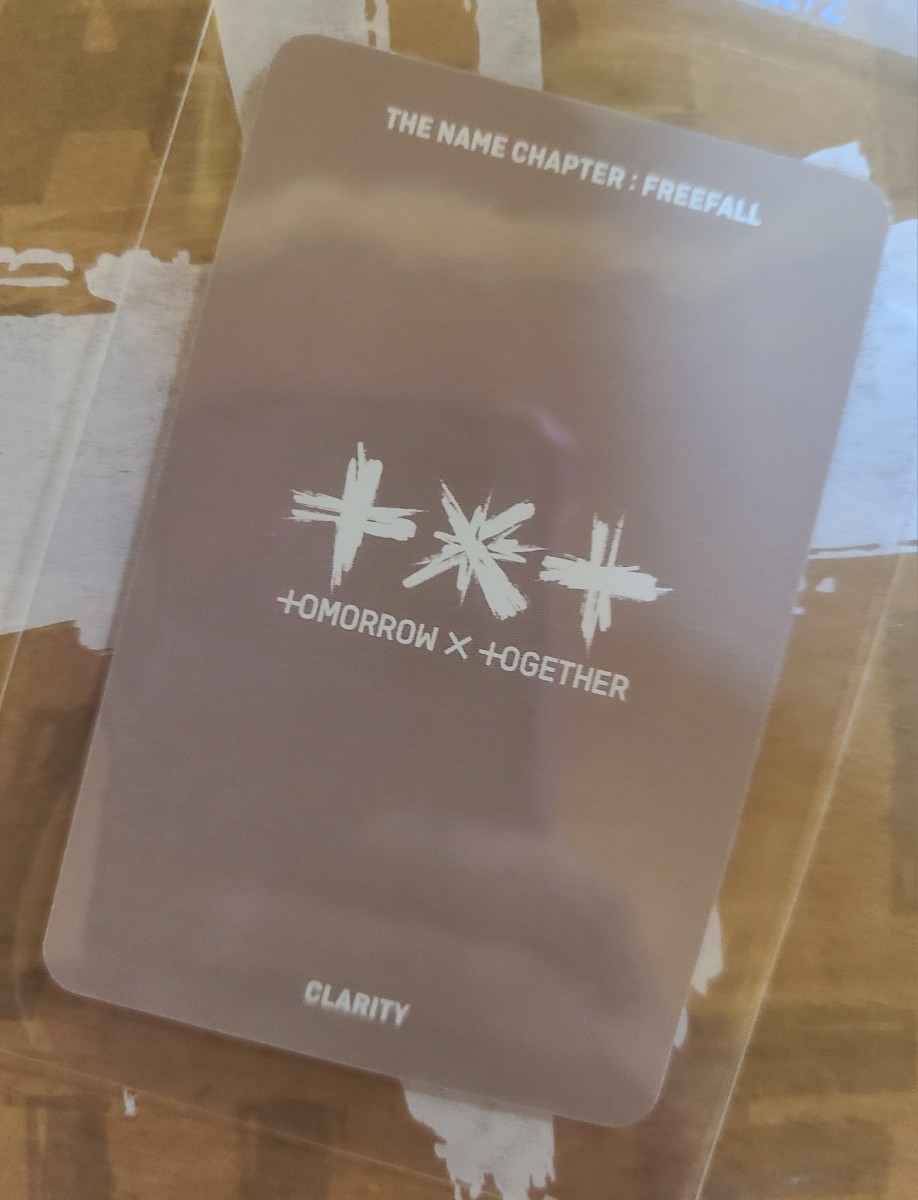 THE NAME CHAPTER : FREEFALL
TOMORROW X TOGETHER
CLARITY